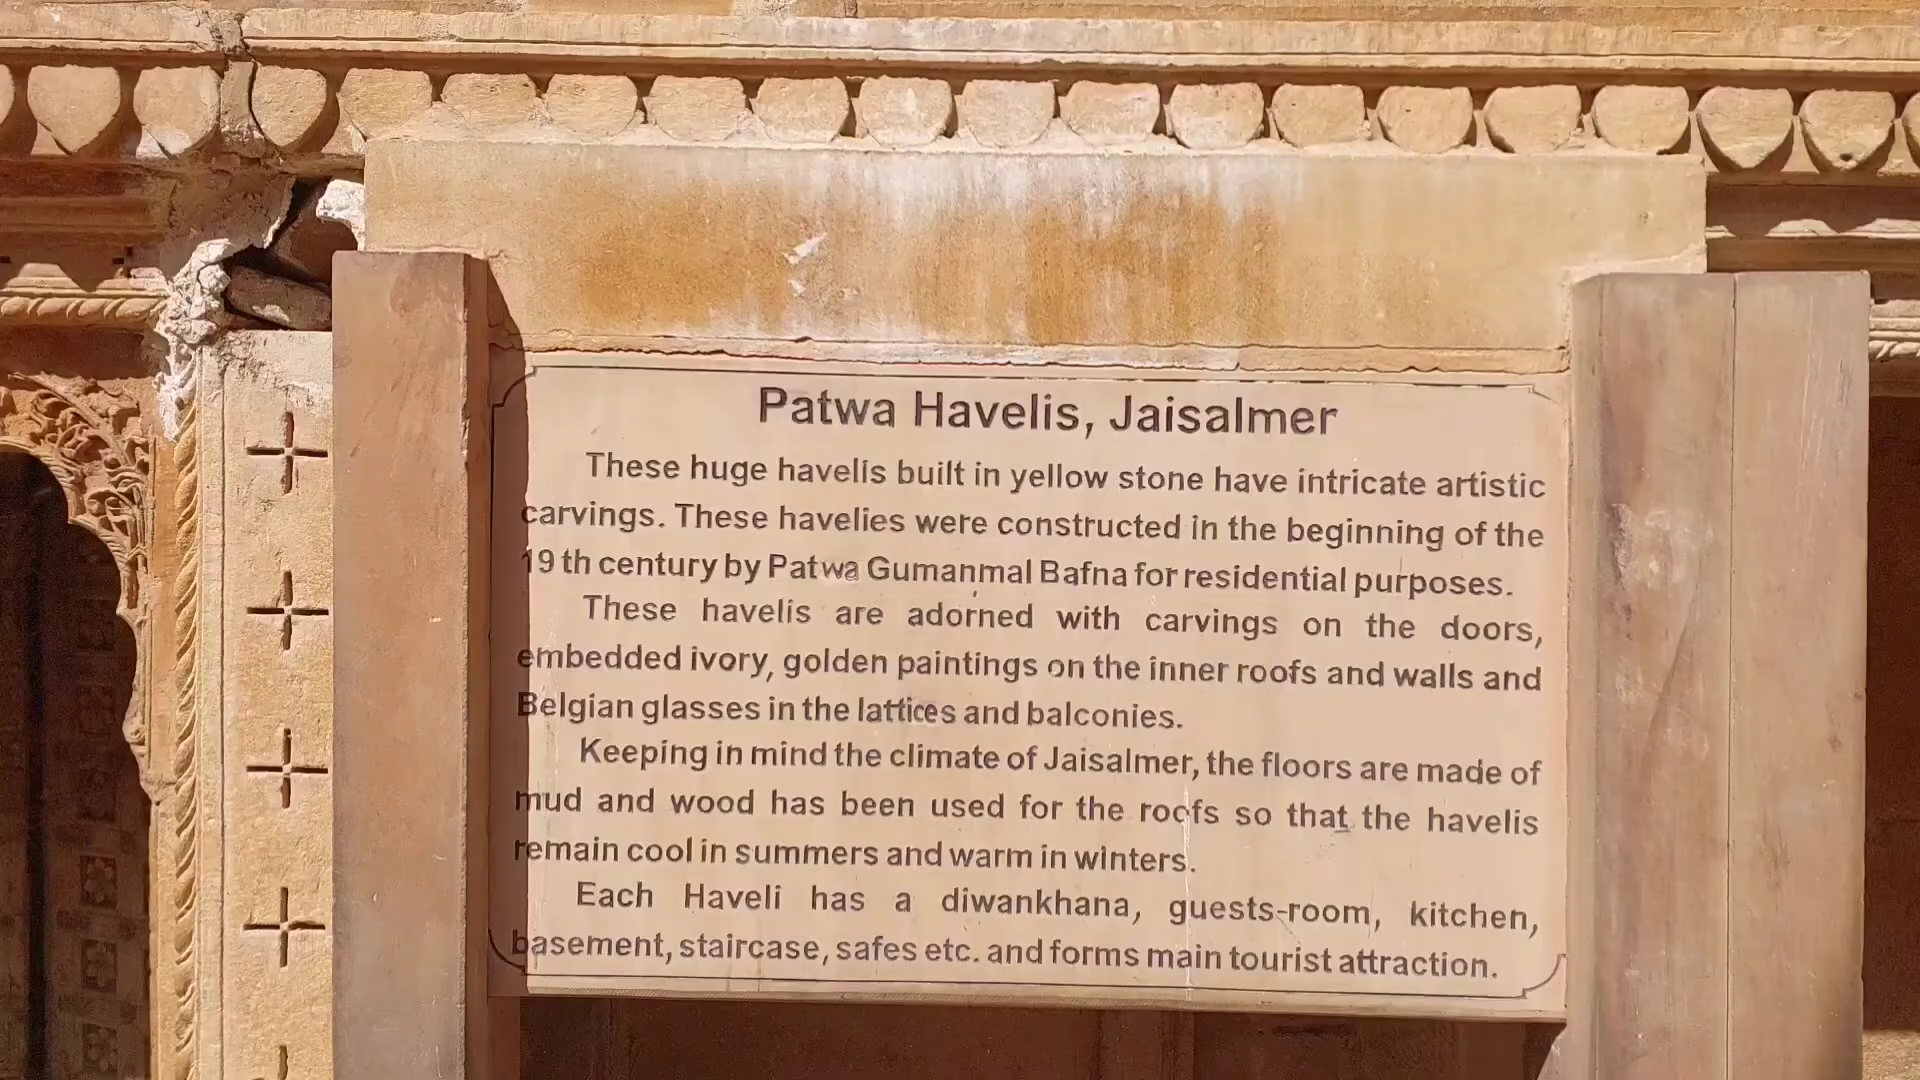 Patwa Havelis, Jaisalmer
These huge havelis built in yellow stone have intricate artistic
carvings. These havelies were constructed in the beginning of the
19 th century by Patwa Gumanmal Bafna for residential purposes.
These havelis are adorned with carvings on the doors,
embedded ivory, golden paintings on the inner roofs and walls and
Belgian glasses in the lattices and balconies.
Keeping in mind the climate of Jaisalmer, the floors are made of
mud and wood has been used for the roofs so that the havelis
remain cool in summers and warm in winters.
Each Haveli has a diwankhana, guests-room, kitchen,
basement, staircase, safes etc. and forms main tourist attraction.